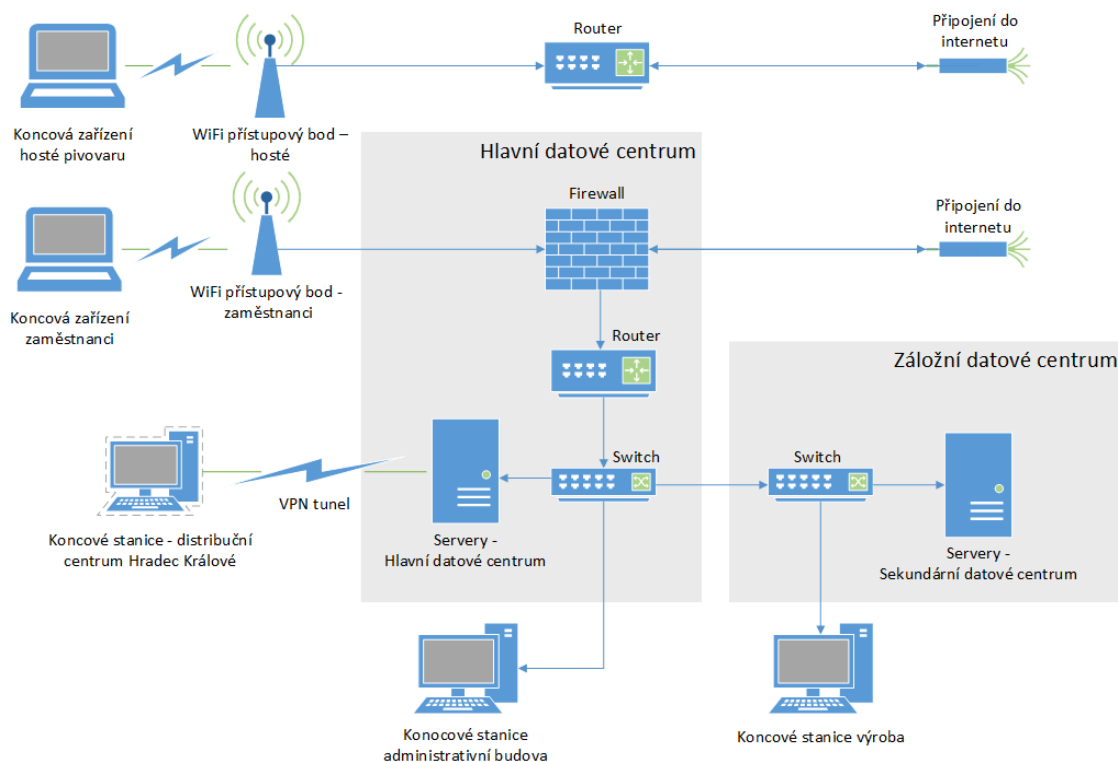 Router
Připojení do
internetu
Koncová zařízení
hosté pivovaru
WiFi přístupový bod –
hosté
Hlavní datové centrum
Firewall
Připojení do
internetu
Koncová zařízení
zaměstnanci
WiFi přístupový bod -
zaměstnanci
Router
Záložní datové centrum
Switch
Switch
VPN tunel
Koncové stanice - distribuční
centrum Hradec Králové
Servery -
Hlavní datové centrum
Servery -
Sekundární datové centrum
Konocové stanice
administrativní budova
Koncové stanice výroba